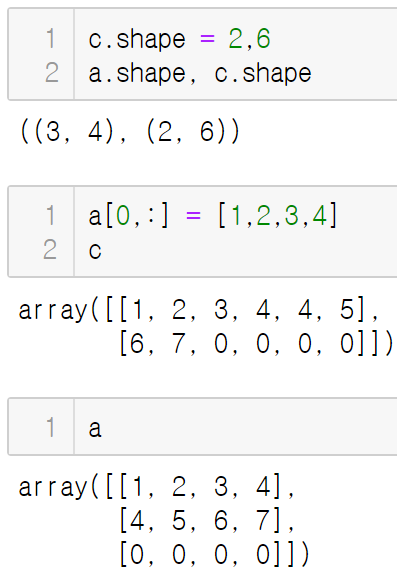 1 c.shape = 2,6
2 a.shape, c.shape
((3, 4), (2, 6))
1 a[0,:] = [1,2,3,4]
2 c
array([[1, 2, 3, 4, 4, 5],
[6, 7, 0, 0, 0, 0]])
1 a
array([[1, 2, 3, 4],
[4, 5, 6, 7],
[0, 0, 0, 0]])